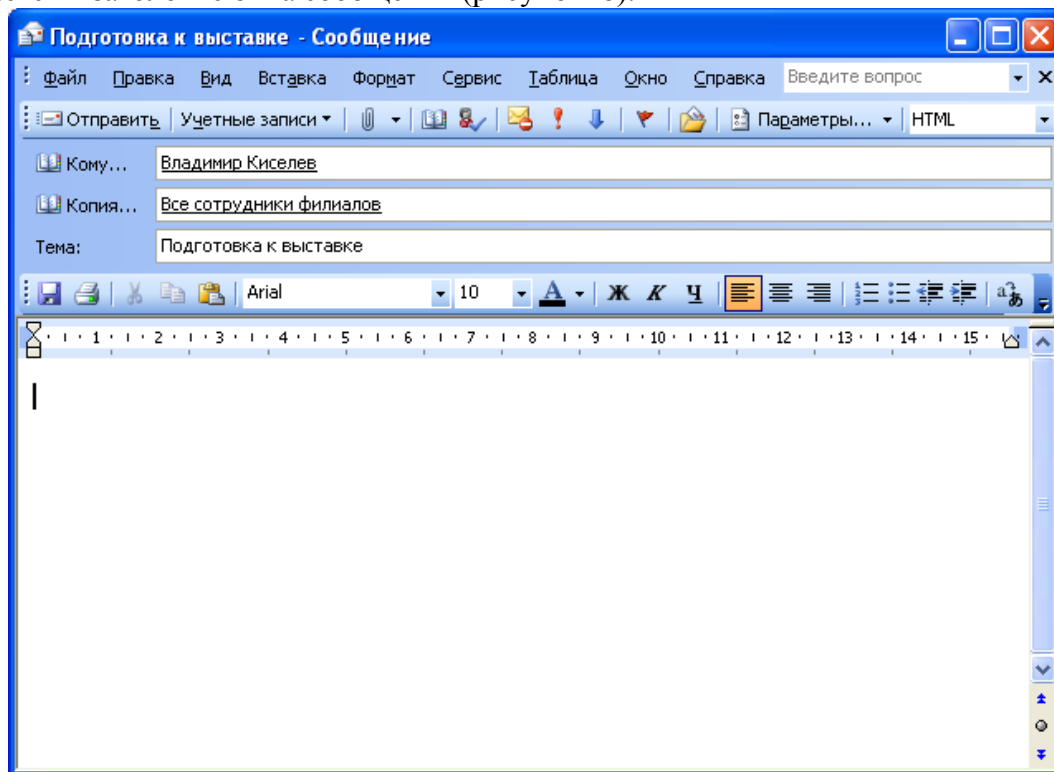 Подготовка к выставке - Сообщение
Файл Правка Вид Вставка Формат Сервис Таблица Окно Справка Введите вопрос
Отправить Учетные записи Параметры... HTML
Кому... Владимир Киселев
Копия... Все сотрудники филиалов
Тема: Подготовка к выставке
Arial 10 А Ж К Ч
1 2 3 4 5 6 7 8 9 10 11 12 13 14 15